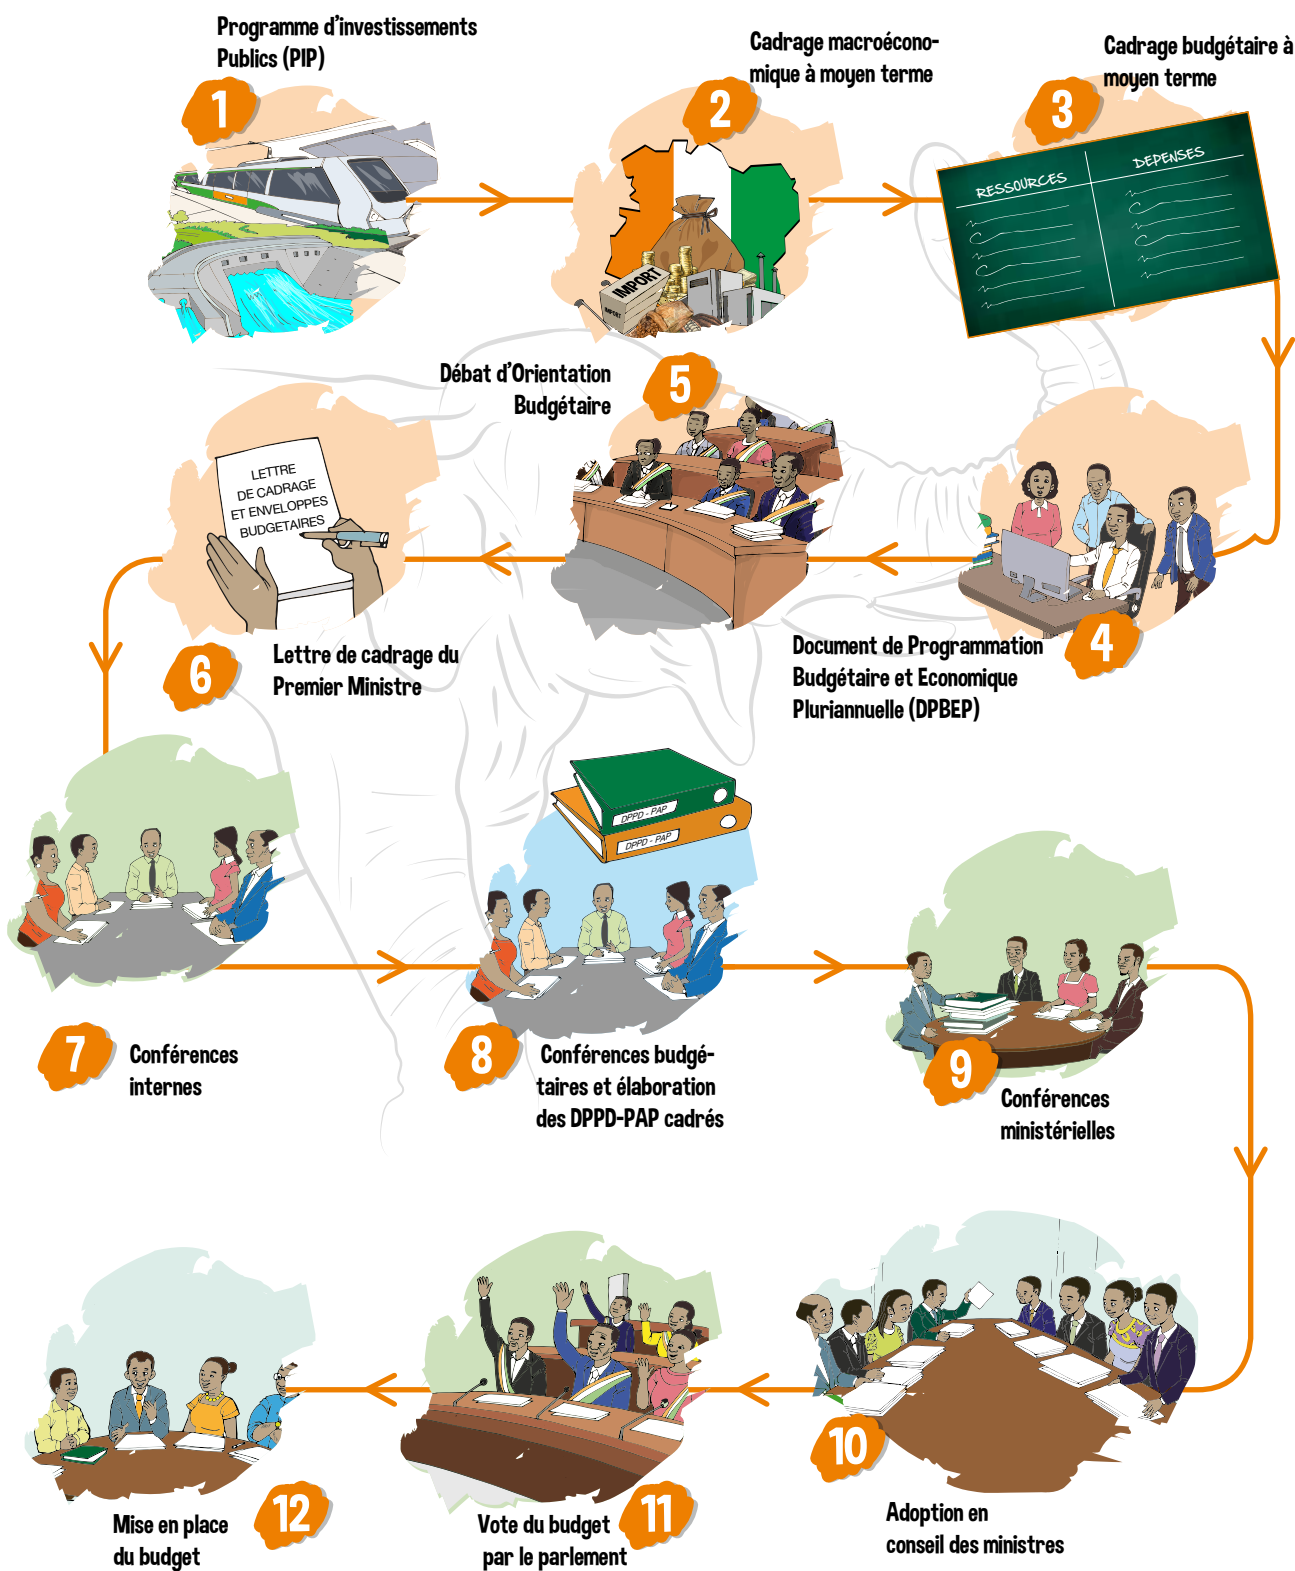 Programme d'investissements
Publics (PIP)
1
Cadrage macroécono-
mique à moyen terme
2
IMPORT
IMPORT
Cadrage budgétaire à
moyen terme
3
RESSOURCES
DEPENSES
Document de Programmation
Budgétaire et Economique
Pluriannuelle (DPBEP)
4
Débat d'Orientation
Budgétaire
5
LETTRE
DE CADRAGE
ET ENVELOPPES
BUDGETAIRES
6
Lettre de cadrage du
Premier Ministre
7
Conférences
internes
DPPD - PAP
DPPD - PAP
8
Conférences budgé-
taires et élaboration
des DPPD-PAP cadrés
9
Conférences
ministérielles
10
Adoption en
conseil des ministres
11
Vote du budget
par le parlement
12
Mise en place
du budget